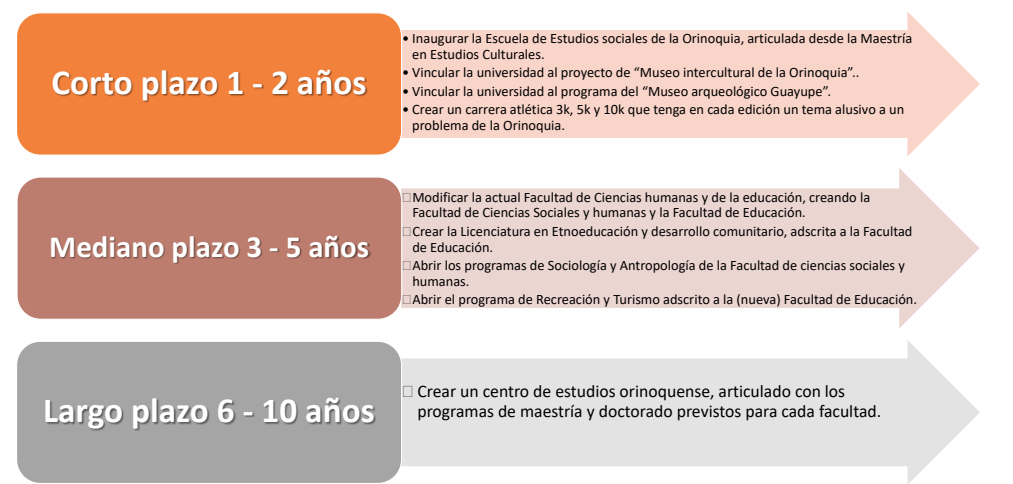 Corto plazo 1 - 2 años
• Inaugurar la Escuela de Estudios sociales de la Orinoquia, articulada desde la Maestría
en Estudios Culturales.
• Vincular la universidad al proyecto de “Museo intercultural de la Orinoquia”..
• Vincular la universidad al programa del “Museo arqueológico Guayupe”.
• Crear un carrera atlética 3k, 5k y 10k que tenga en cada edición un tema alusivo a un
problema de la Orinoquia.
Mediano plazo 3 - 5 años
□Modificar la actual Facultad de Ciencias humanas y de la educación, creando la
Facultad de Ciencias Sociales y humanas y la Facultad de Educación.
□Crear la Licenciatura en Etnoeducación y desarrollo comunitario, adscrita a la Facultad
de Educación.
□Abrir los programas de Sociología y Antropología de la Facultad de ciencias sociales y
humanas.
□Abrir el programa de Recreación y Turismo adscrito a la (nueva) Facultad de Educación.
Largo plazo 6 - 10 años
□ Crear un centro de estudios orinoquense, articulado con los
programas de maestría y doctorado previstos para cada facultad.